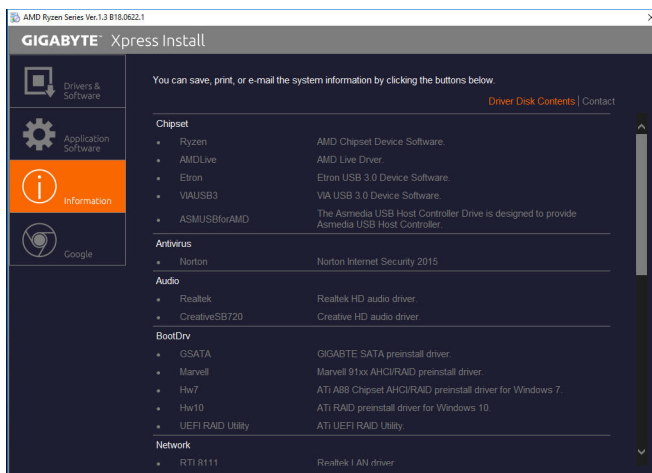 AMD Ryzen Series Ver.1.3 B18.0622.1
GIGABYTE™ Xpress Install
Drivers &
Software
Application
Software
Information
Google
You can save, print, or e-mail the system information by clicking the buttons below.
Driver Disk Contents | Contact
Chipset
• Ryzen AMD Chipset Device Software.
• AMDLive AMD Live Drver.
• Etron Etron USB 3.0 Device Software.
• VIAUSB3 VIA USB 3.0 Device Software.
• ASMUSBforAMD The Asmedia USB Host Controller Drive is designed to provide
Asmedia USB Host Controller.
Antivirus
• Norton Norton Internet Security 2015
Audio
• Realtek Realtek HD audio driver.
• CreativeSB720 Creative HD audio driver.
BootDrv
• GSATA GIGABTE SATA preinstall driver.
• Marvell Marvell 91xx AHCI/RAID preinstall driver.
• Hw7 ATi A88 Chipset AHCI/RAID preinstall driver for Windows 7.
• Hw10 ATi RAID preinstall driver for Windows 10.
• UEFI RAID Utility ATi UEFI RAID Utility.
Network
• RTL8111 Realtek LAN driver